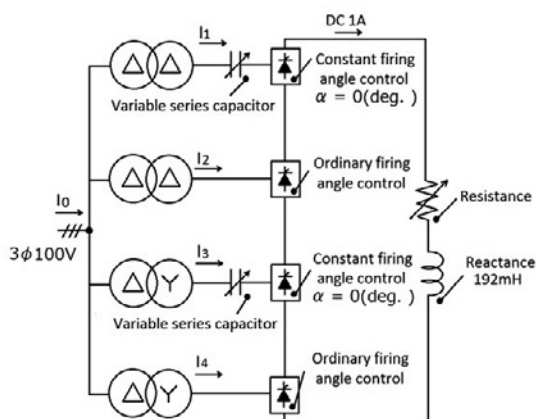 DC 1A
I1
Constant firing
angle control
α = 0(deg. )
Variable series capacitor
I2
Ordinary firing
angle control
I0
3ϕ100V
Resistance
I3
Constant firing
angle control
α = 0(deg. )
Reactance
192mH
Variable series capacitor
I4
Ordinary firing
angle control
Δ Δ
Δ Δ
Δ Y
Δ Y